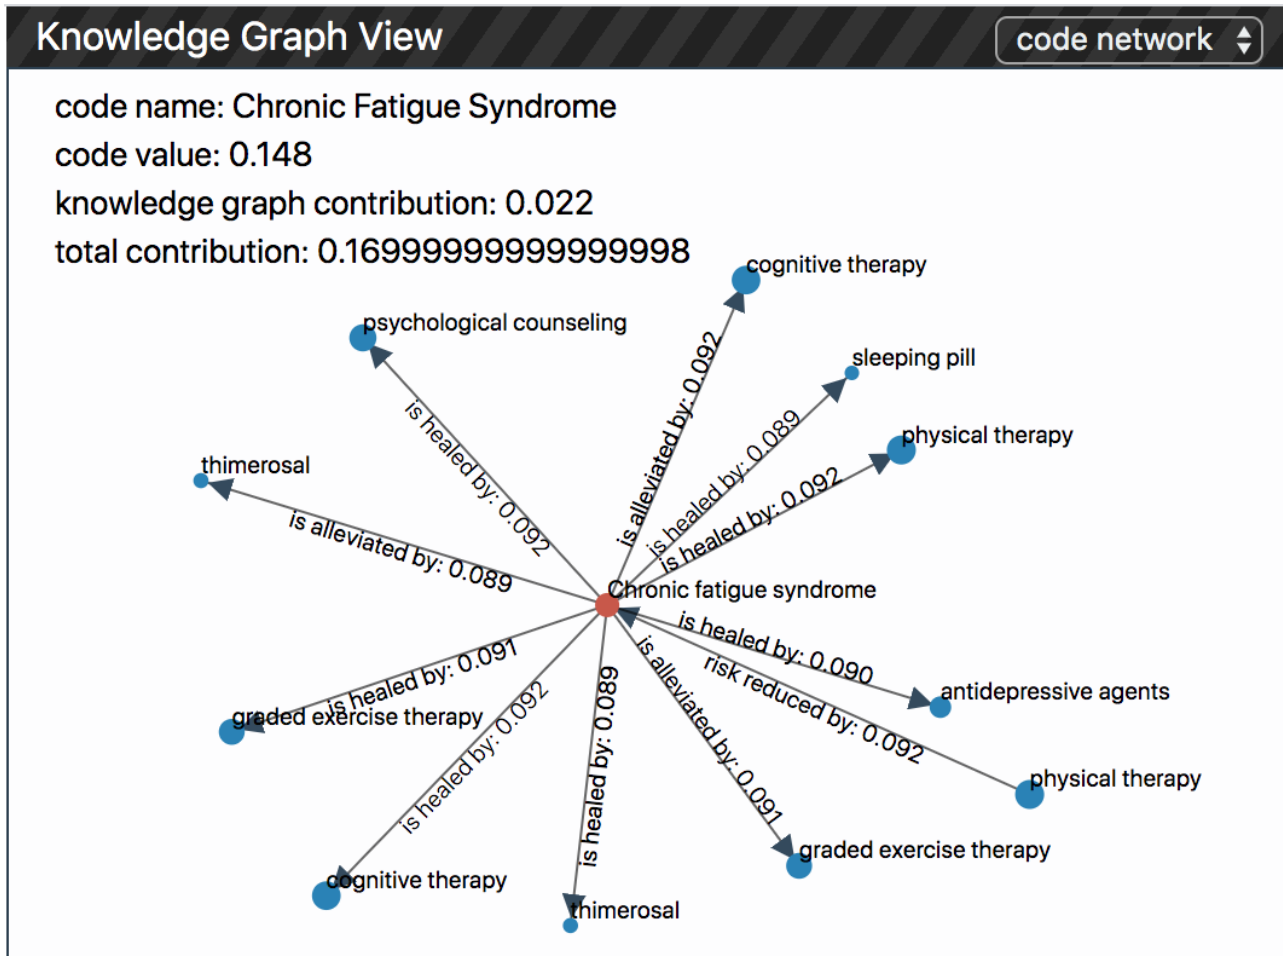 Knowledge Graph View
code network
code name: Chronic Fatigue Syndrome
code value: 0.148
knowledge graph contribution: 0.022
total contribution: 0.16999999999999998
cognitive therapy
psychological counseling
sleeping pill
is alleviated by: 0.092
physical therapy
is healed by: 0.089
is healed by: 0.092
thimerosal
is healed by: 0.092
is alleviated by: 0.089
Chronic fatigue syndrome
is healed by: 0.090
risk reduced by: 0.092
antidepressive agents
is healed by: 0.091
graded exercise therapy
is healed by: 0.092
is healed by: 0.089
is alleviated by: 0.091
physical therapy
graded exercise therapy
cognitive therapy
thimerosal